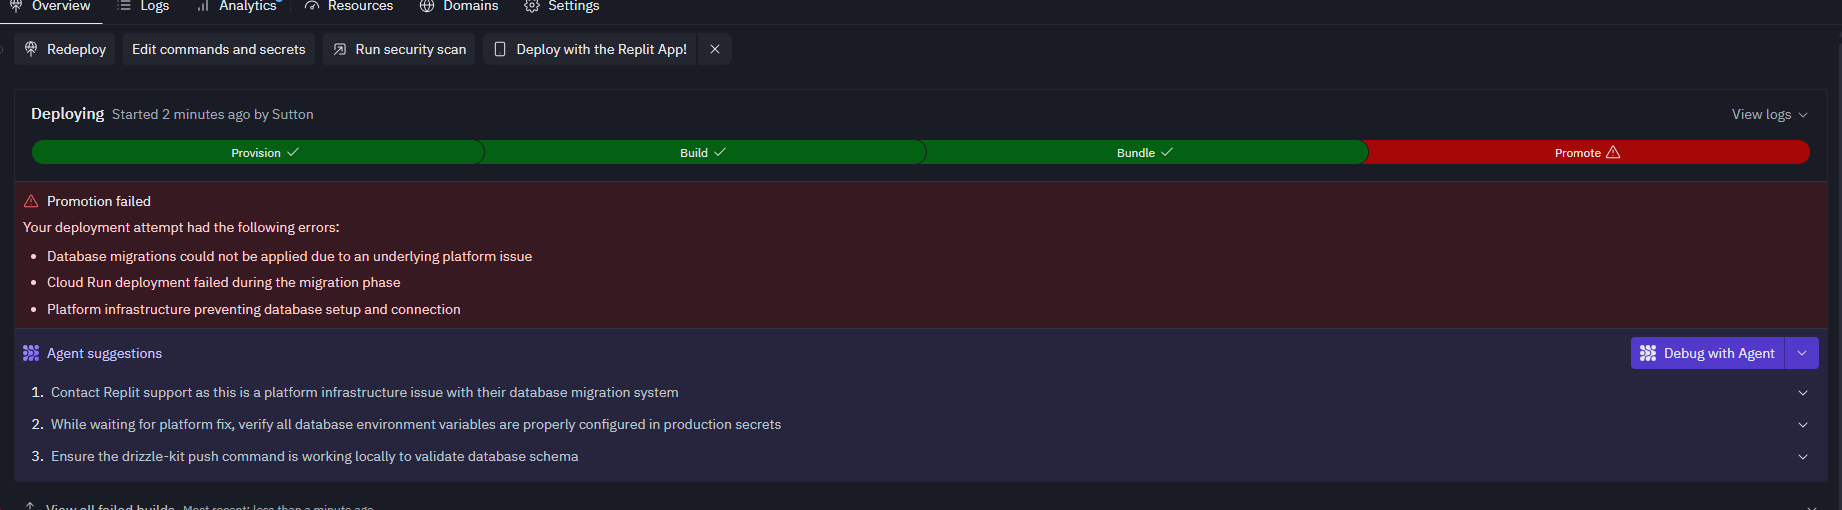 Overview Logs Analytics Resources Domains Settings
Redeploy Edit commands and secrets Run security scan Deploy with the Replit App!
Deploying Started 2 minutes ago by Sutton View logs
Provision Build Bundle Promote
Promotion failed
Your deployment attempt had the following errors:
• Database migrations could not be applied due to an underlying platform issue
• Cloud Run deployment failed during the migration phase
• Platform infrastructure preventing database setup and connection
Agent suggestions Debug with Agent
1. Contact Replit support as this is a platform infrastructure issue with their database migration system
2. While waiting for platform fix, verify all database environment variables are properly configured in production secrets
3. Ensure the drizzle-kit push command is working locally to validate database schema
View all failed builds Most recent: less than a minute ago